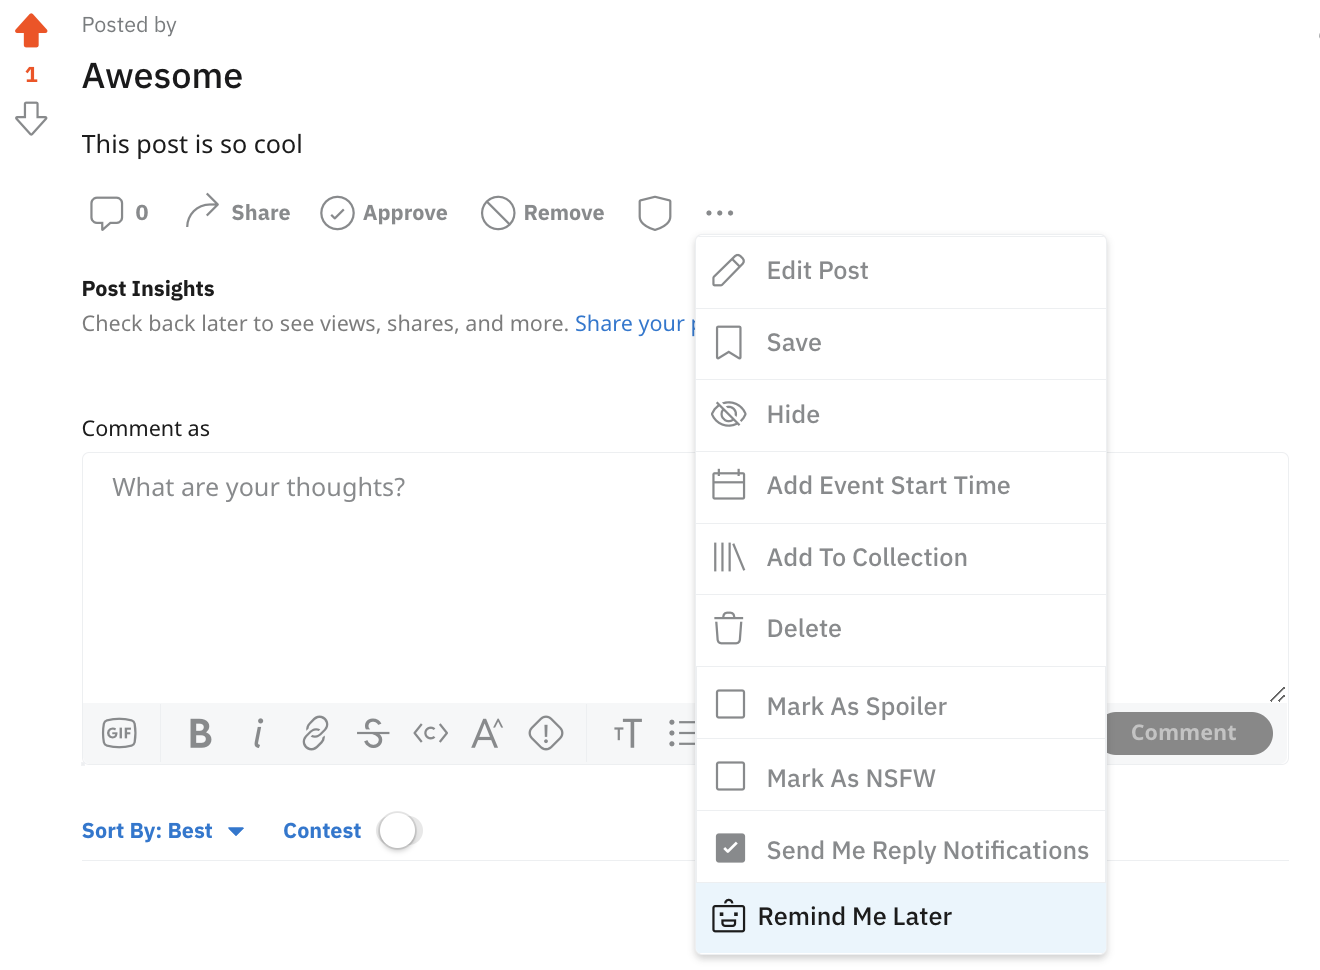 Posted by
1
Awesome
This post is so cool
0 Share Approve Remove
Edit Post
Post Insights
Check back later to see views, shares, and more. Share your
Save
Hide
Comment as
What are your thoughts?
Add Event Start Time
Add To Collection
Delete
Mark As Spoiler
GIF B i <c> A^ TT Comment
Mark As NSFW
Sort By: Best Contest
Send Me Reply Notifications
Remind Me Later